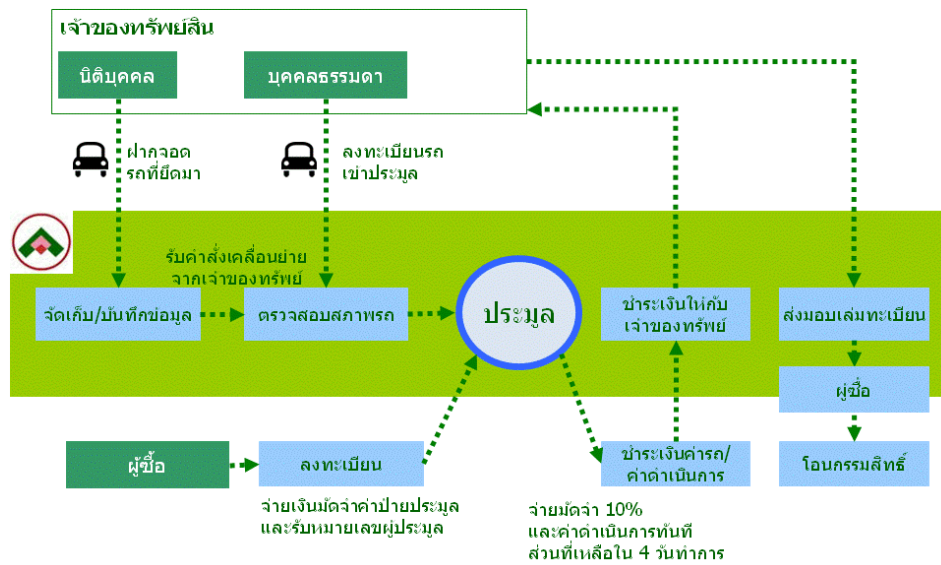 เจ้าของทรัพย์สิน
นิติบุคคล
บุคคลธรรมดา
ฝากจอด
รถที่ยึดมา
ลงทะเบียนรถ
เข้าประมูล
รับคำสั่งเคลื่อนย้าย
จากเจ้าของทรัพย์
จัดเก็บ/บันทึกข้อมูล
ตรวจสอบสภาพรถ
ประมูล
ชำระเงินให้กับ
เจ้าของทรัพย์
ส่งมอบเล่มทะเบียน
ผู้ซื้อ
ผู้ซื้อ
ลงทะเบียน
ชำระเงินค่ารถ/
ค่าดำเนินการ
โอนกรรมสิทธิ์
จ่ายเงินมัดจำค่าป้ายประมูล
และรับหมายเลขผู้ประมูล
จ่ายมัดจำ 10%
และค่าดำเนินการทันที
ส่วนที่เหลือใน 4 วันทำการ